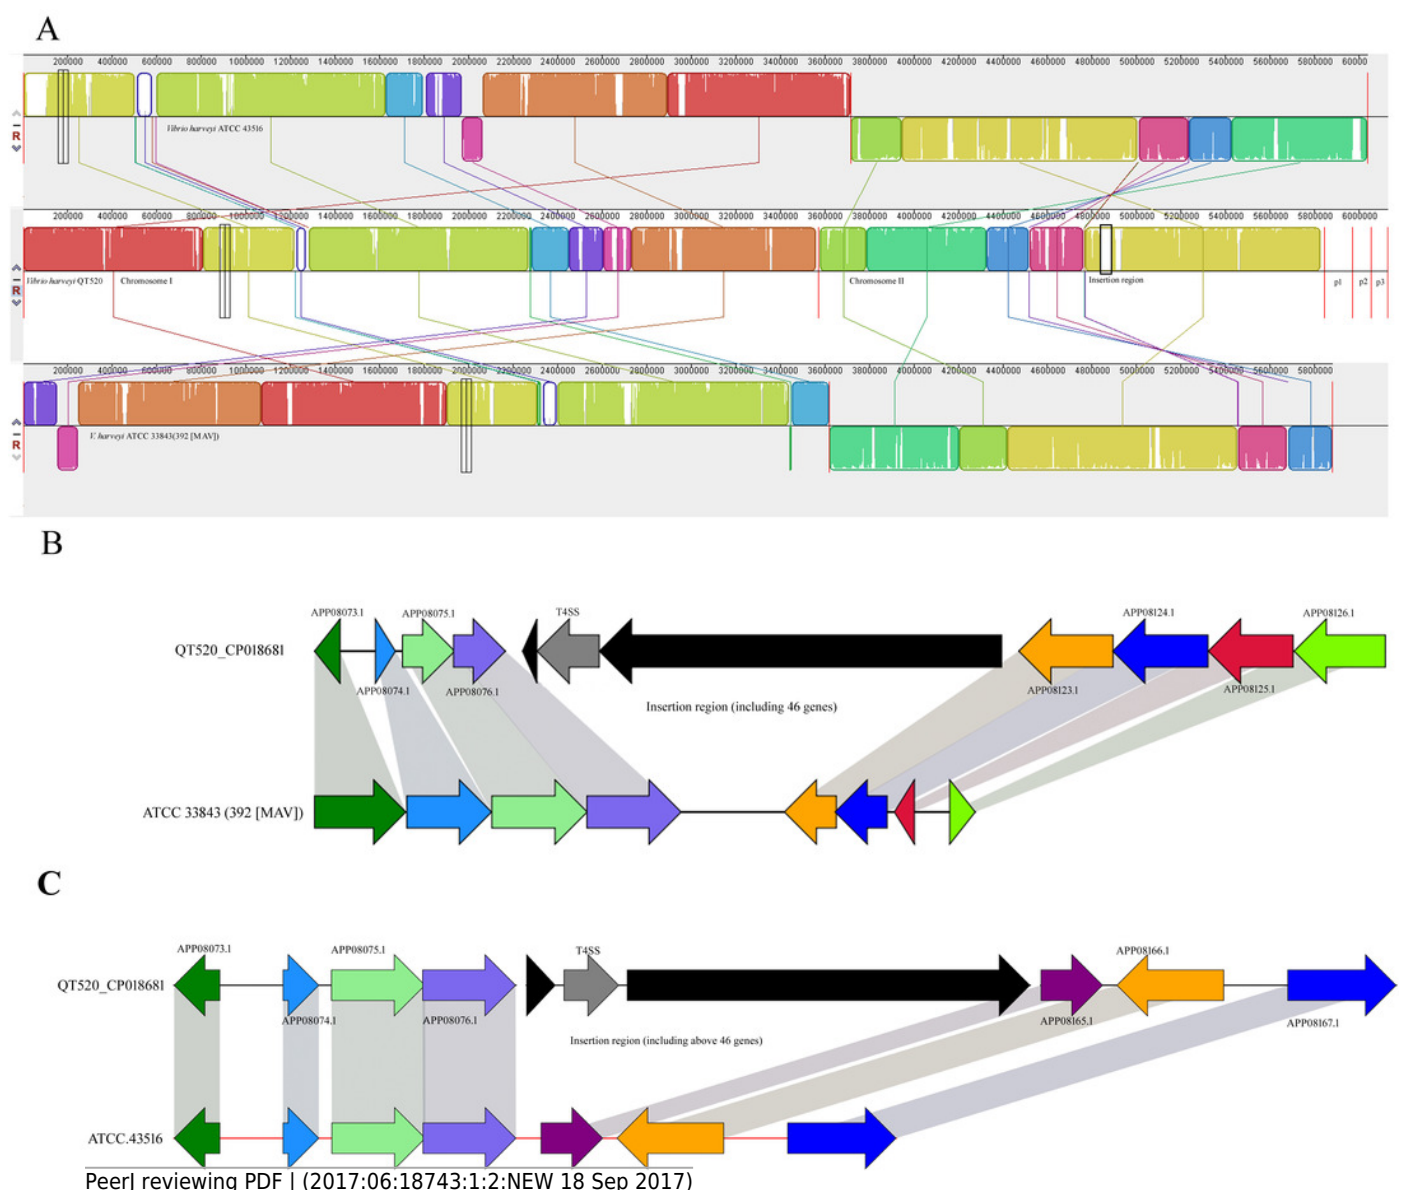 A
200000 400000 600000 800000 1000000 1200000 1400000 1600000 1800000 2000000 2200000 2400000 2600000 2800000 3000000 3200000 3400000 3600000 3800000 4000000 4200000 4400000 4600000 4800000 5000000 5200000 5400000 5600000 5800000 6000000
R
Vibrio harveyi ATCC 43516
200000 400000 600000 800000 1000000 1200000 1400000 1600000 1800000 2000000 2200000 2400000 2600000 2800000 3000000 3200000 3400000 3600000 3800000 4000000 4200000 4400000 4600000 4800000 5000000 5200000 5400000 5600000 5800000 6000000
R
Vibrio harveyi QT520 Chromosome I Chromosome II Insertion region p1 p2 p3
200000 400000 600000 800000 1000000 1200000 1400000 1600000 1800000 2000000 2200000 2400000 2600000 2800000 3000000 3200000 3400000 3600000 3800000 4000000 4200000 4400000 4600000 4800000 5000000 5200000 5400000 5600000 5800000
R
V. harveyi ATCC 33843(392 [MAV])
B
APP08073.1 APP08075.1 T4SS APP08124.1 APP08126.1
QT520_CP018681
APP08074.1 APP08076.1 APP08123.1 APP08125.1
Insertion region (including 46 genes)
ATCC 33843 (392 [MAV])
C
APP08073.1 APP08075.1 T4SS APP08166.1
QT520_CP018681
APP08074.1 APP08076.1 APP08165.1 APP08167.1
Insertion region (including above 46 genes)
ATCC.43516
PeerJ reviewing PDF | (2017:06:18743:1:2:NEW 18 Sep 2017)